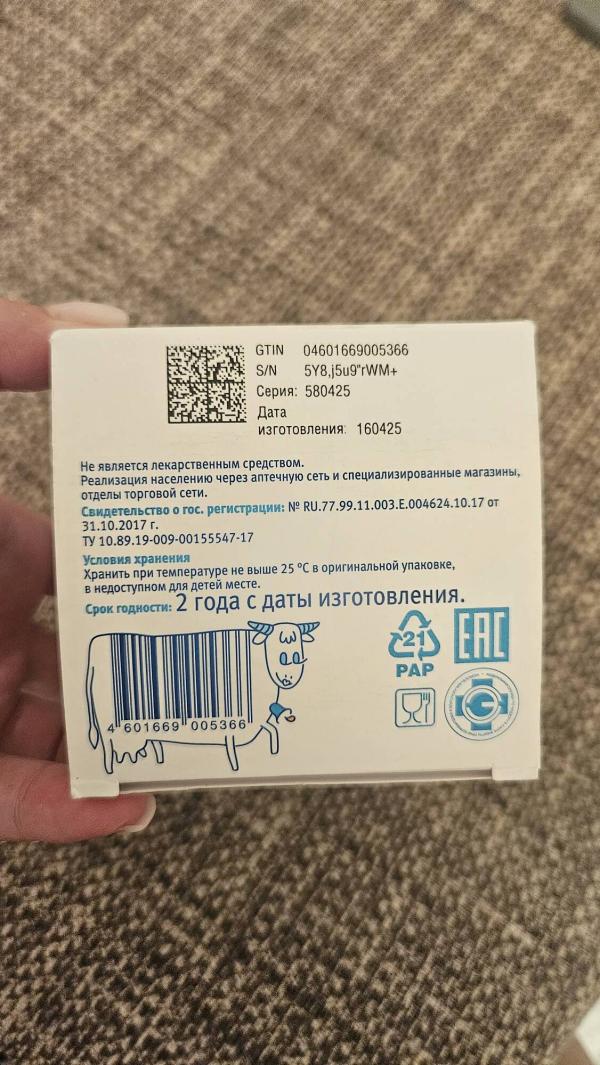 GTIN 04601669005366
S/N 5Y8,j5u9"rWM+
Серия: 580425
Дата
изготовления: 160425
Не является лекарственным средством.
Реализация населению через аптечную сеть и специализированные магазины,
отделы торговой сети.
Свидетельство о гос. регистрации: № RU.77.99.11.003.Е.004624.10.17 от
31.10.2017 г.
ТУ 10.89.19-009-00155547-17
Условия хранения
Хранить при температуре не выше 25 °С в оригинальной упаковке,
в недоступном для детей месте.
Срок годности: 2 года с даты изготовления.
21
PAP
EAC
4 601669 005366